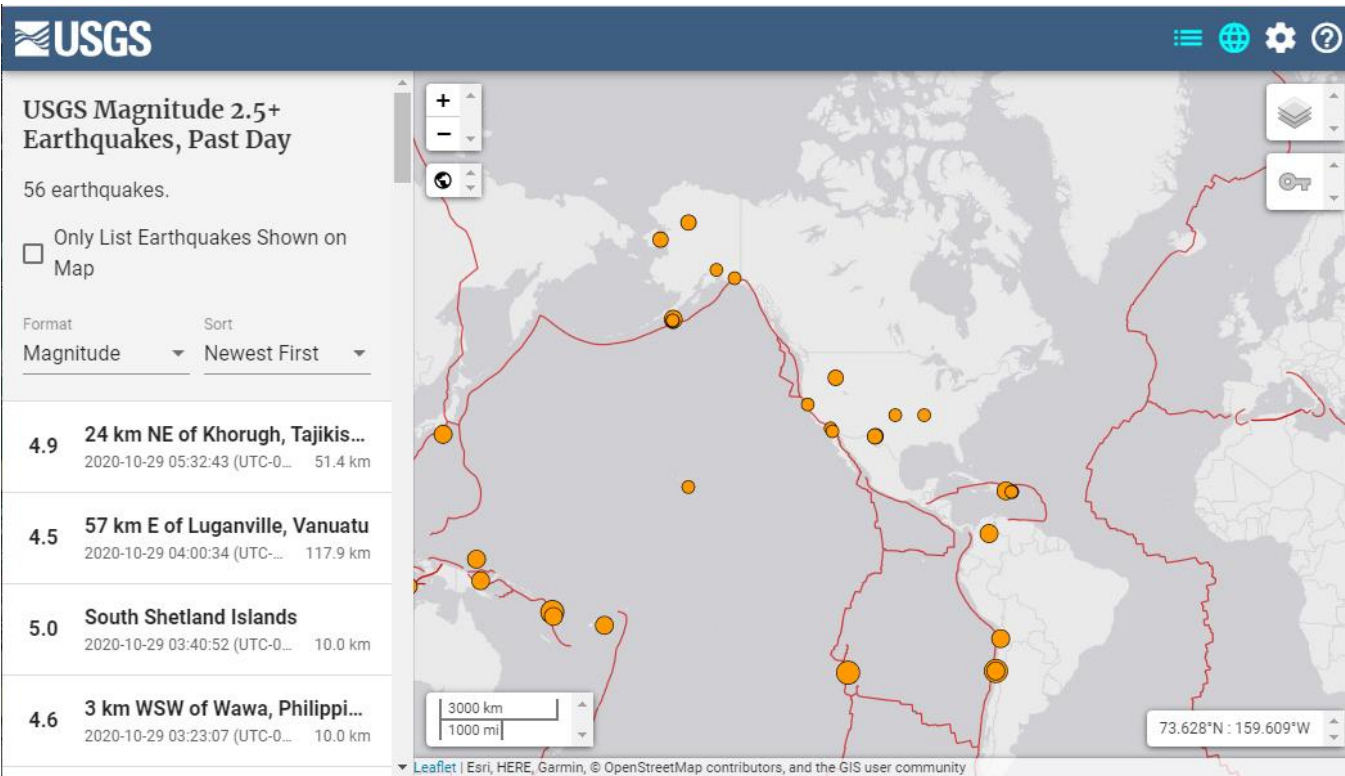 USGS
USGS Magnitude 2.5+
Earthquakes, Past Day
56 earthquakes.
Only List Earthquakes Shown on
Map
Format
Sort
Magnitude
Newest First
4.9
24 km NE of Khorugh, Tajikis...
2020-10-29 05:32:43 (UTC-0... 51.4 km
4.5
57 km E of Luganville, Vanuatu
2020-10-29 04:00:34 (UTC-... 117.9 km
5.0
South Shetland Islands
2020-10-29 03:40:52 (UTC-0... 10.0 km
4.6
3 km WSW of Wawa, Philippi...
2020-10-29 03:23:07 (UTC-0... 10.0 km
+
−
3000 km
1000 mi
73.628°N : 159.609°W
Leaflet | Esri, HERE, Garmin, © OpenStreetMap contributors, and the GIS user community